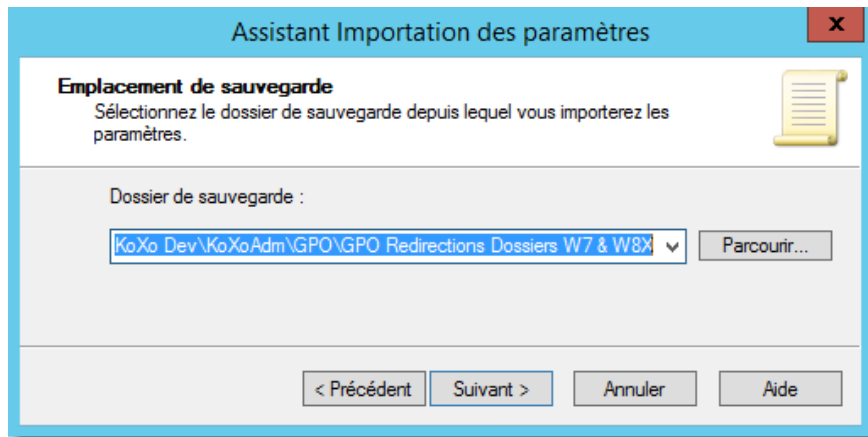 Assistant Importation des paramètres
x
Emplacement de sauvegarde
Sélectionnez le dossier de sauvegarde depuis lequel vous importerez les
paramètres.
Dossier de sauvegarde :
KoXo Dev\KoXoAdm\GPO\GPO Redirections Dossiers W7 & W8X
Parcourir...
< Précédent
Suivant >
Annuler
Aide